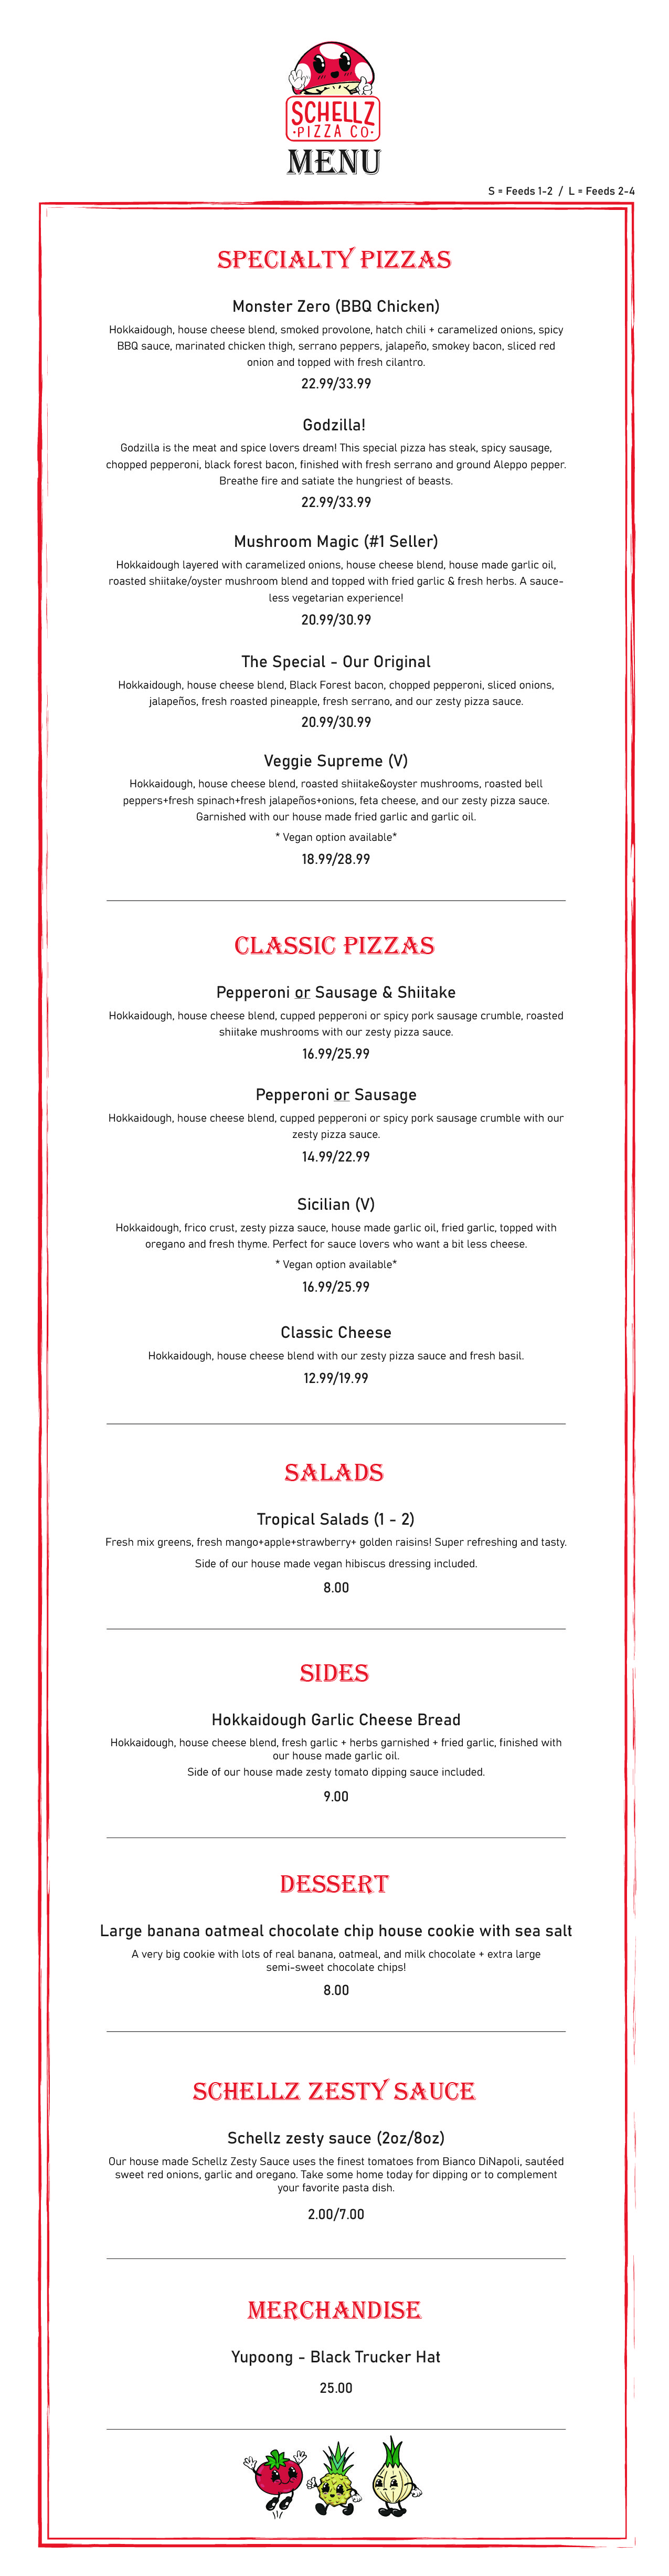 SCHELLZ
·PIZZA CO·
MENU
S = Feeds 1-2 / L = Feeds 2-4
SPECIALTY PIZZAS
Monster Zero (BBQ Chicken)
Hokkaidough, house cheese blend, smoked provolone, hatch chili + caramelized onions, spicy
BBQ sauce, marinated chicken thigh, serrano peppers, jalapeño, smokey bacon, sliced red
onion and topped with fresh cilantro.
22.99/33.99
Godzilla!
Godzilla is the meat and spice lovers dream! This special pizza has steak, spicy sausage,
chopped pepperoni, black forest bacon, finished with fresh serrano and ground Aleppo pepper.
Breathe fire and satiate the hungriest of beasts.
22.99/33.99
Mushroom Magic (#1 Seller)
Hokkaidough layered with caramelized onions, house cheese blend, house made garlic oil,
roasted shiitake/oyster mushroom blend and topped with fried garlic & fresh herbs. A sauce-
less vegetarian experience!
20.99/30.99
The Special - Our Original
Hokkaidough, house cheese blend, Black Forest bacon, chopped pepperoni, sliced onions,
jalapeños, fresh roasted pineapple, fresh serrano, and our zesty pizza sauce.
20.99/30.99
Veggie Supreme (V)
Hokkaidough, house cheese blend, roasted shiitake&oyster mushrooms, roasted bell
peppers+fresh spinach+fresh jalapeños+onions, feta cheese, and our zesty pizza sauce.
Garnished with our house made fried garlic and garlic oil.
* Vegan option available*
18.99/28.99
CLASSIC PIZZAS
Pepperoni or Sausage & Shiitake
Hokkaidough, house cheese blend, cupped pepperoni or spicy pork sausage crumble, roasted
shiitake mushrooms with our zesty pizza sauce.
16.99/25.99
Pepperoni or Sausage
Hokkaidough, house cheese blend, cupped pepperoni or spicy pork sausage crumble with our
zesty pizza sauce.
14.99/22.99
Sicilian (V)
Hokkaidough, frico crust, zesty pizza sauce, house made garlic oil, fried garlic, topped with
oregano and fresh thyme. Perfect for sauce lovers who want a bit less cheese.
* Vegan option available*
16.99/25.99
Classic Cheese
Hokkaidough, house cheese blend with our zesty pizza sauce and fresh basil.
12.99/19.99
SALADS
Tropical Salads (1 - 2)
Fresh mix greens, fresh mango+apple+strawberry+ golden raisins! Super refreshing and tasty.
Side of our house made vegan hibiscus dressing included.
8.00
SIDES
Hokkaidough Garlic Cheese Bread
Hokkaidough, house cheese blend, fresh garlic + herbs garnished + fried garlic, finished with
our house made garlic oil.
Side of our house made zesty tomato dipping sauce included.
9.00
DESSERT
Large banana oatmeal chocolate chip house cookie with sea salt
A very big cookie with lots of real banana, oatmeal, and milk chocolate + extra large
semi-sweet chocolate chips!
8.00
SCHELLZ ZESTY SAUCE
Schellz zesty sauce (2oz/8oz)
Our house made Schellz Zesty Sauce uses the finest tomatoes from Bianco DiNapoli, sautéed
sweet red onions, garlic and oregano. Take some home today for dipping or to complement
your favorite pasta dish.
2.00/7.00
MERCHANDISE
Yupoong - Black Trucker Hat
25.00